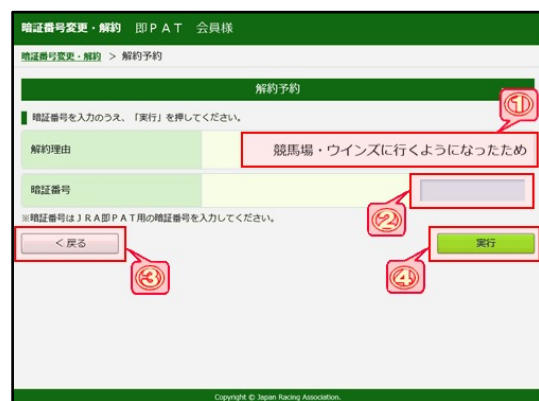 暗証番号変更・解約 即PAT 会員様
暗証番号変更・解約 > 解約予約
解約予約
暗証番号を入力のうえ、「実行」を押してください。
①
解約理由 競馬場・ウインズに行くようになったため
暗証番号
②
※暗証番号はJRA即PAT用の暗証番号を入力してください。
<戻る 実行
③ ④
Copyright © Japan Racing Association.